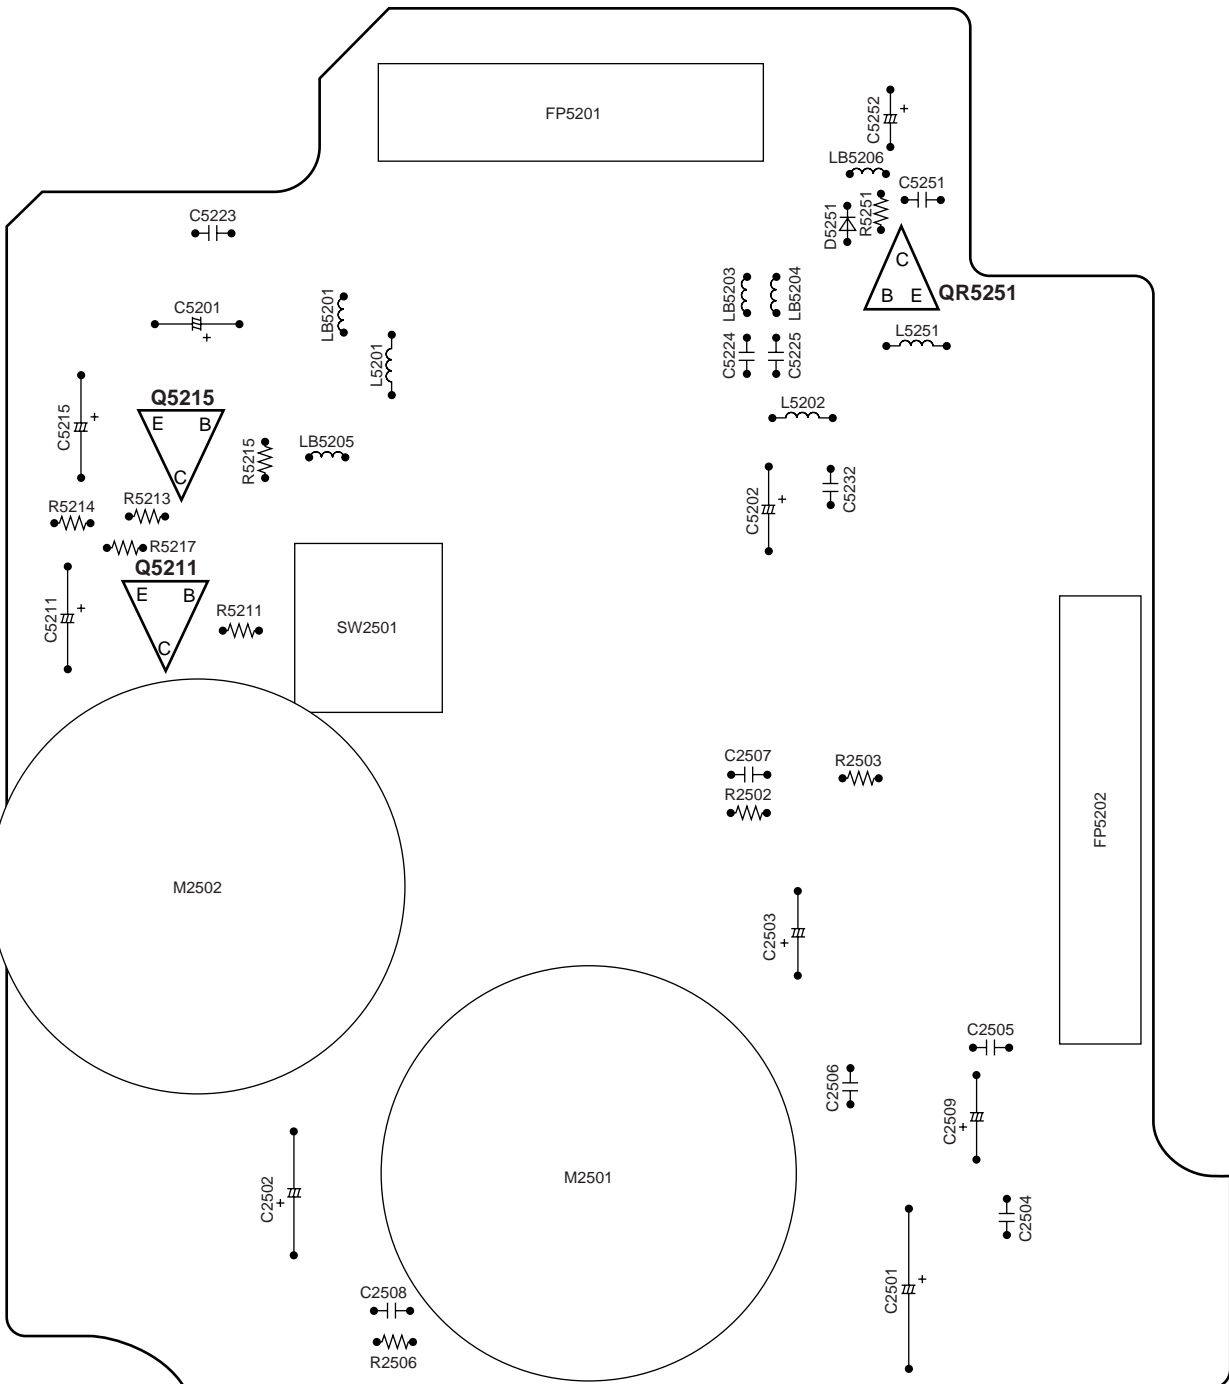 FP5201
C5252
+
LB5206
C5251
D5251
R5251
C5223
C
B E
QR5251
LB5203
LB5204
C5201
+
LB5201
L5251
L5201
C5224
C5225
Q5215
E B
C
C5215
+
L5202
R5215
LB5205
C5202
+
C5232
R5214
R5213
R5217
Q5211
E B
C
C5211
+
R5211
SW2501
C2507
R2503
R2502
FP5202
M2502
C2503
+
C2505
C2506
C2509
+
M2501
C2502
+
C2504
C2501
+
C2508
R2506